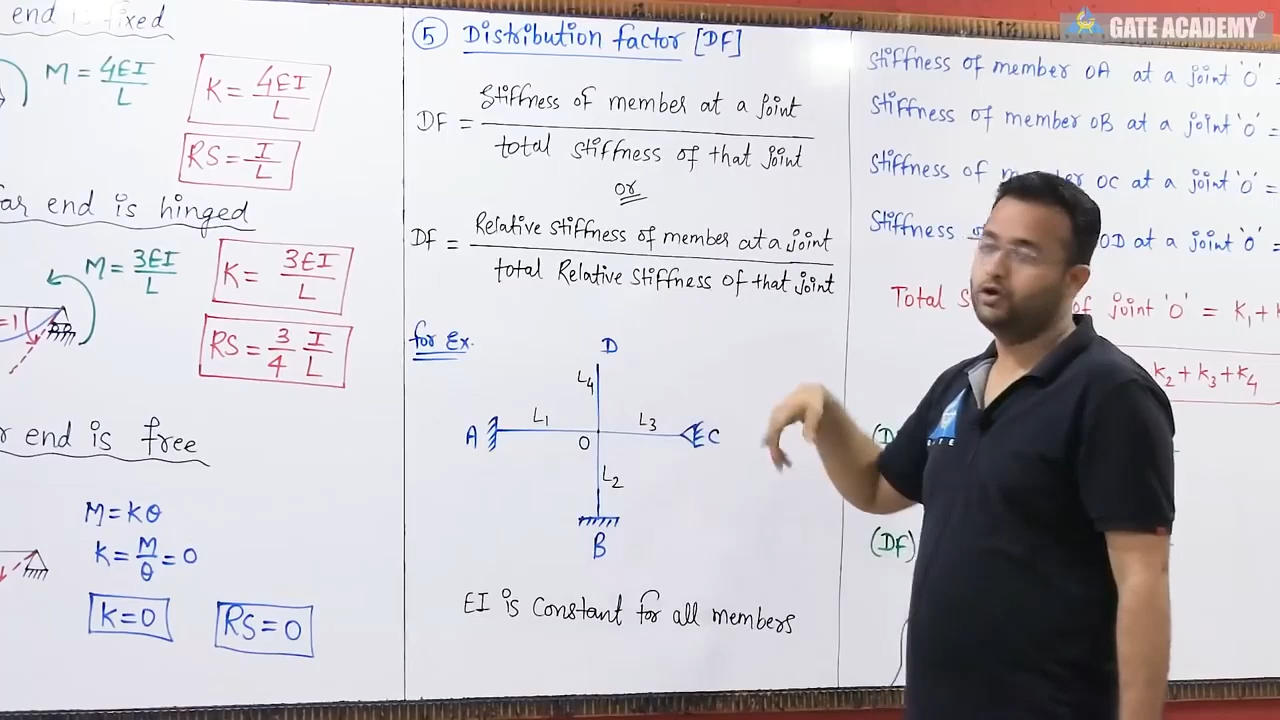 end is fixed
M = 4EI/L
K = 4EI/L
RS = I/L
far end is hinged
M = 3EI/L
K = 3EI/L
=1
RS = 3/4 I/L
end is free
M = Kθ
K = M/θ = 0
K = 0
RS = 0
⑤ Distribution factor [DF]
DF = Stiffness of member at a joint
total stiffness of that joint
or
DF = Relative stiffness of member at a joint
total Relative stiffness of that joint
for Ex.
D
L4
A
L1
O
L3
C
L2
B
EI is Constant for all members
GATE ACADEMY
stiffness of member OA at a joint 'O' =
stiffness of member OB at a joint 'O' =
stiffness of member OC at a joint 'O' =
stiffness OD at a joint 'O' =
Total of joint 'O' = K1 +
K2 + K3 + K4
(DF)